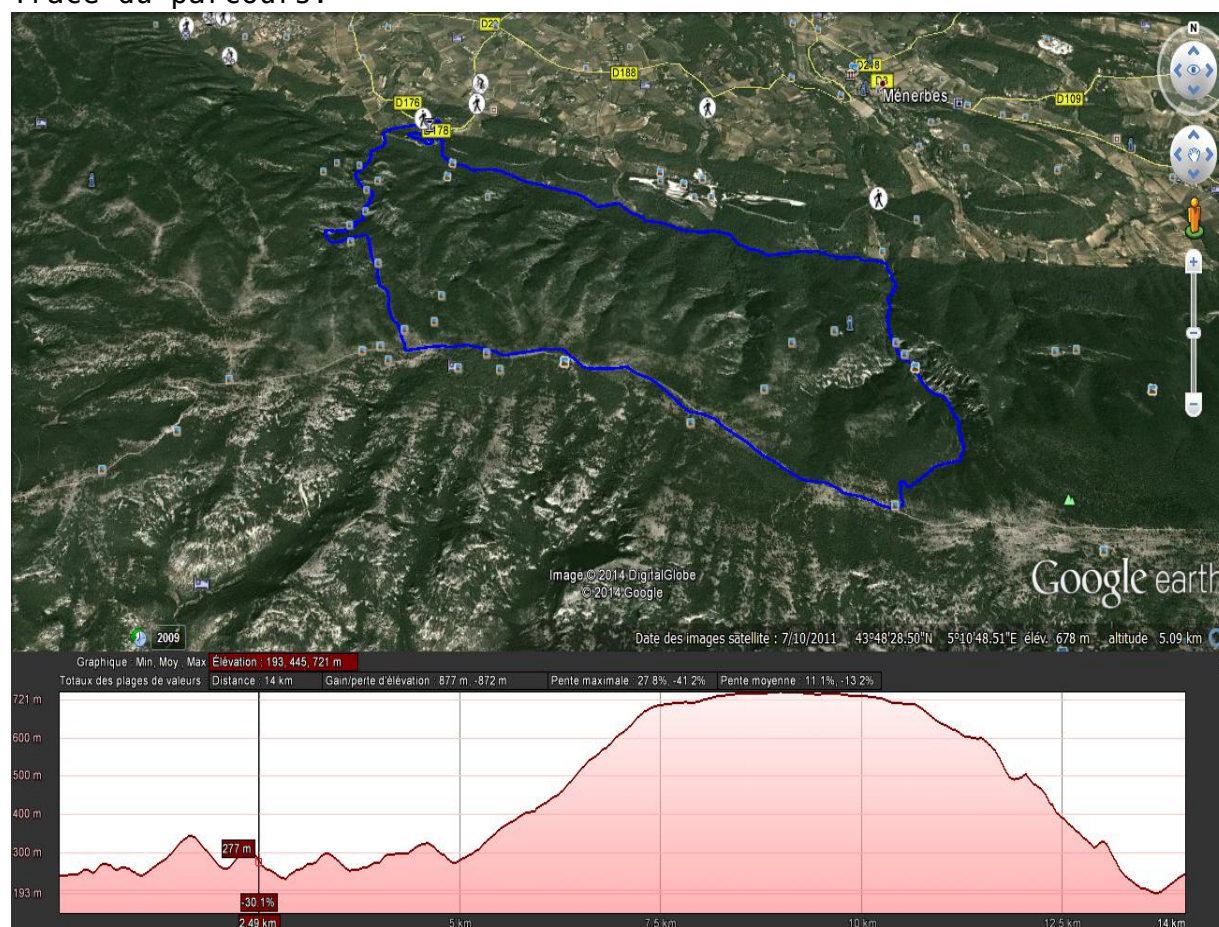 Tracé du parcours:
N
D29
D188
D218
D3
Ménerbes
D109
D176
178
Image © 2014 DigitalGlobe
© 2014 Google
Google earth
2009
Date des images satellite : 7/10/2011 43°48'28.50"N 5°10'48.51"E élév. 678 m altitude 5.09 km
Graphique : Min, Moy., Max Élévation : 193, 445, 721 m
Totaux des plages de valeurs : Distance : 14 km Gain/perte d'élévation : 877 m, -872 m Pente maximale : 27.8%, -41.2% Pente moyenne : 11.1%, -13.2%
721 m
600 m
500 m
400 m
300 m
277 m
193 m
-30.1%
2.49 km 5 km 7.5 km 10 km 12.5 km 14 km